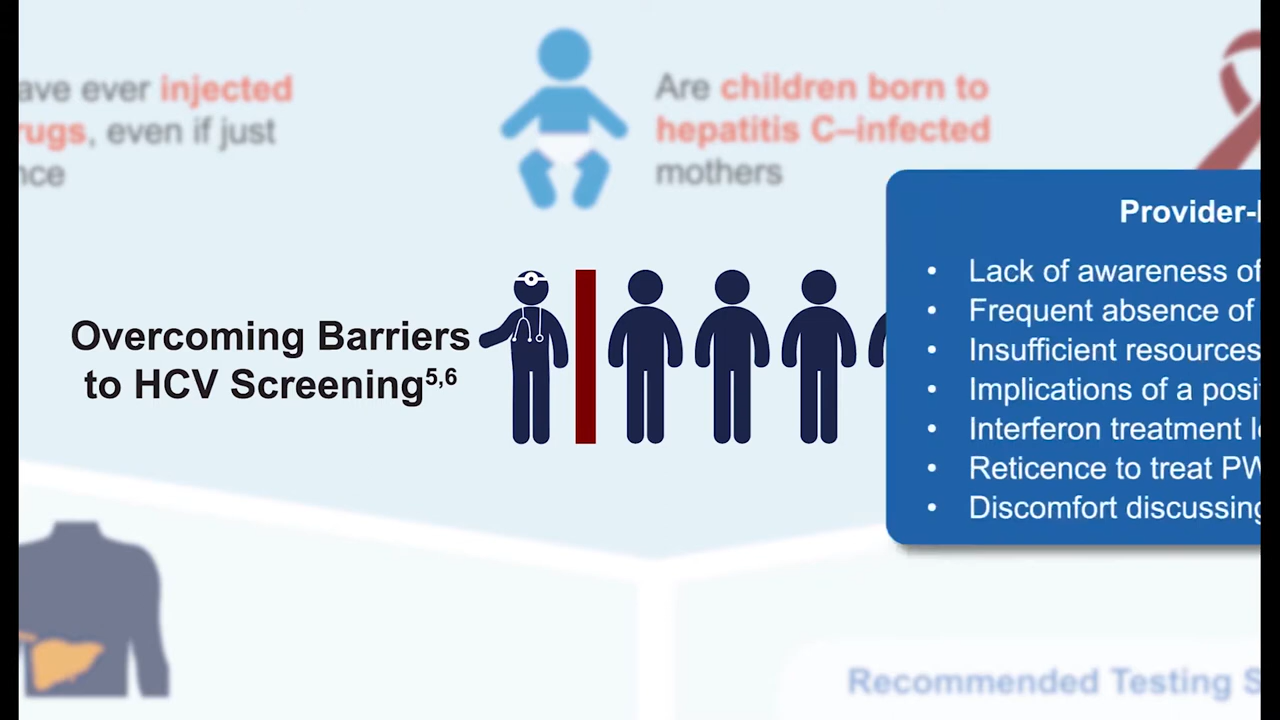 ave ever injected
rugs, even if just
nce
Are children born to
hepatitis C–infected
mothers
Overcoming Barriers
to HCV Screening5,6
Provider-
Lack of awareness of
Frequent absence of
Insufficient resources
Implications of a posi
Interferon treatment l
Reticence to treat PW
Discomfort discussing
Recommended Testing S